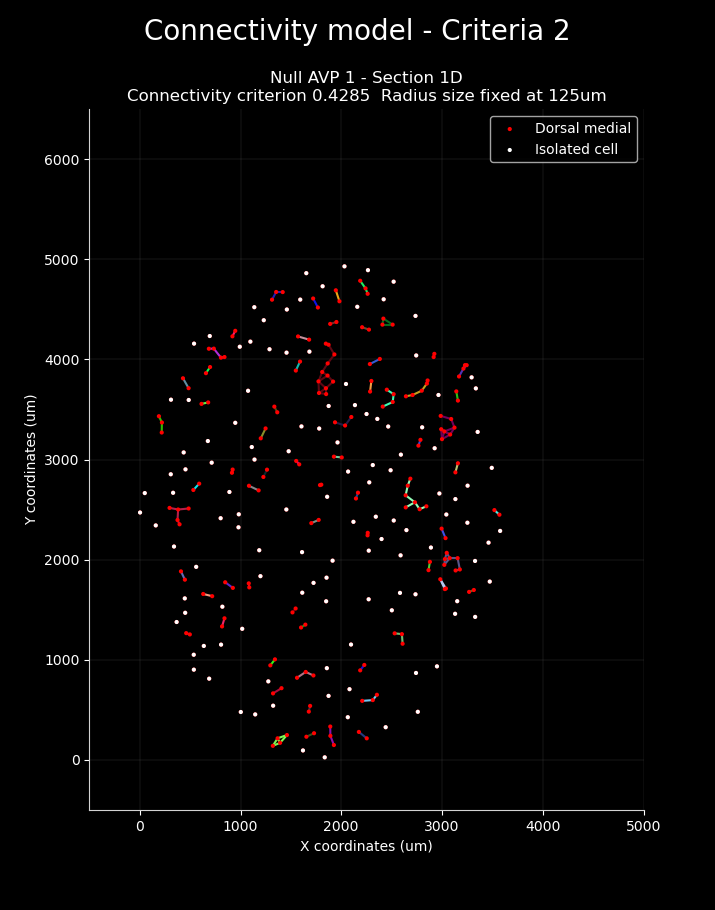 Connectivity model - Criteria 2
Null AVP 1 - Section 1D
Connectivity criterion 0.4285  Radius size fixed at 125um
Dorsal medial
Isolated cell
6000
5000
4000
3000
2000
1000
0
Y coordinates (um)
0 1000 2000 3000 4000 5000
X coordinates (um)